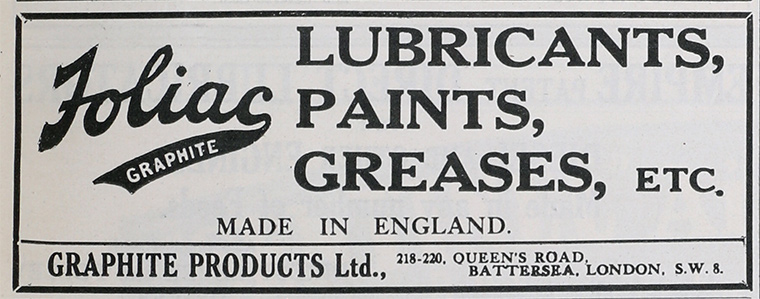 Foliac
GRAPHITE
LUBRICANTS,
PAINTS,
GREASES, ETC.
MADE IN ENGLAND.
GRAPHITE PRODUCTS Ltd., 218-220, QUEEN'S ROAD,
BATTERSEA, LONDON, S.W. 8.